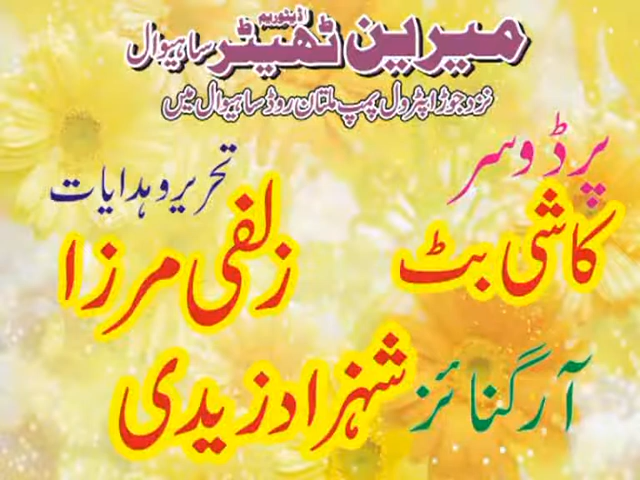 میرین آڈیٹوریم ٹھیٹر ساہیوال
نزد جوڑا پٹرول پمپ ملتان روڈ ساہیوال میں
پرڈوسر
تحریر و ہدایات
کاشی بٹ
زلفی مرزا
آرگنائز شہزاد زیدی